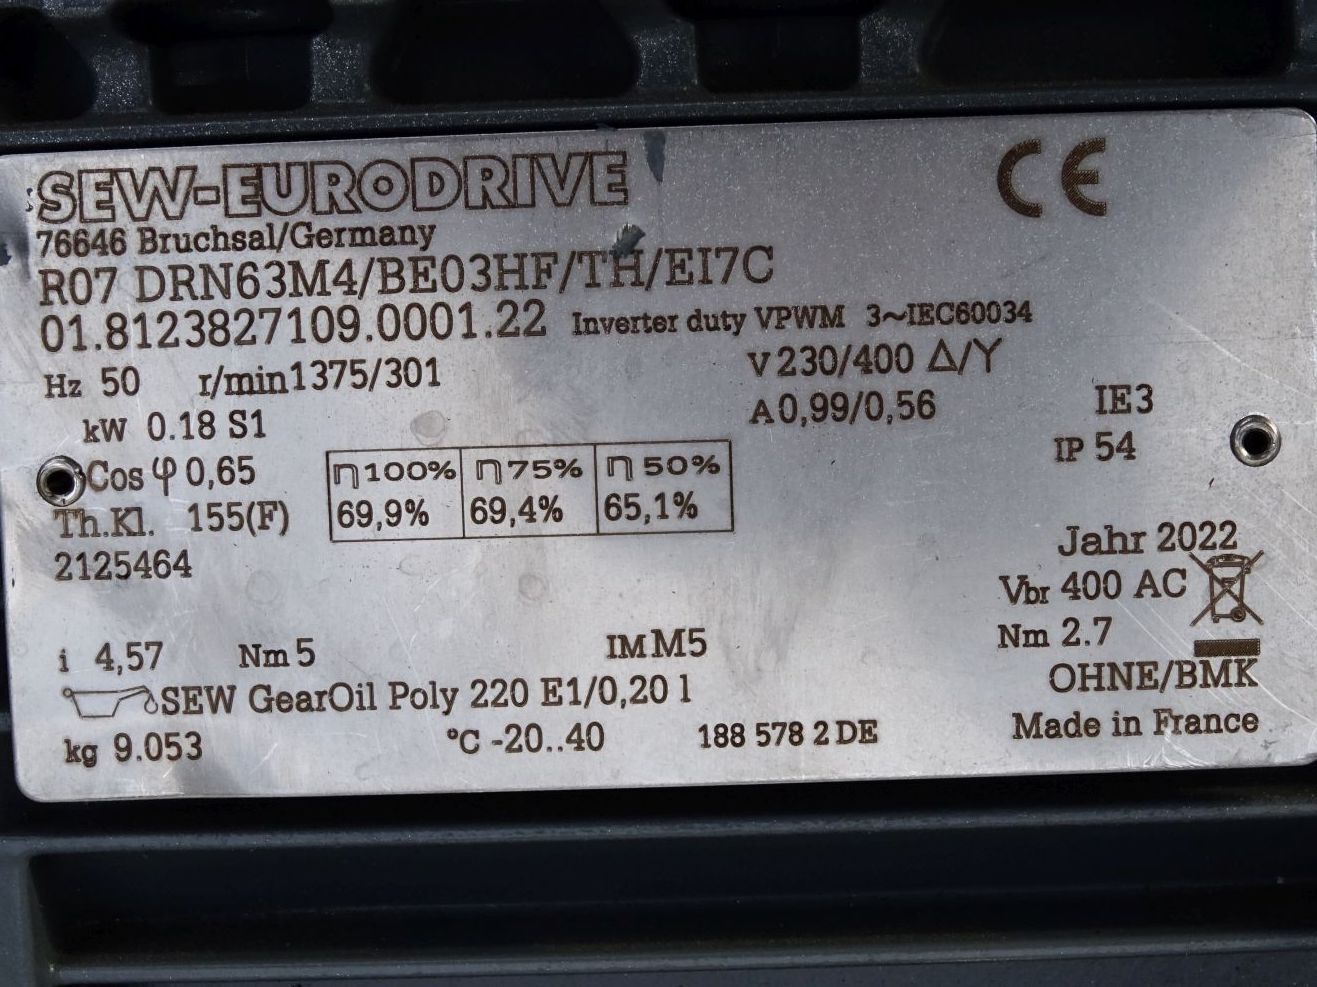 SEW-EURODRIVE CE
76646 Bruchsal/Germany
R07 DRN63M4/BE03HF/TH/EI7C
01.8123827109.0001.22 Inverter duty VPWM 3~IEC60034
Hz 50 r/min1375/301 V 230/400 Δ/Y
kW 0.18 S1 A 0,99/0,56 IE3
Cos φ 0,65 η 100% η 75% η 50% IP 54
Th.Kl. 155(F) 69,9% 69,4% 65,1%
2125464 Jahr 2022
Vbr 400 AC
i 4,57 Nm 5 IM M5 Nm 2.7
SEW GearOil Poly 220 E1/0,20 l OHNE/BMK
kg 9.053 °C -20..40 188 578 2 DE Made in France